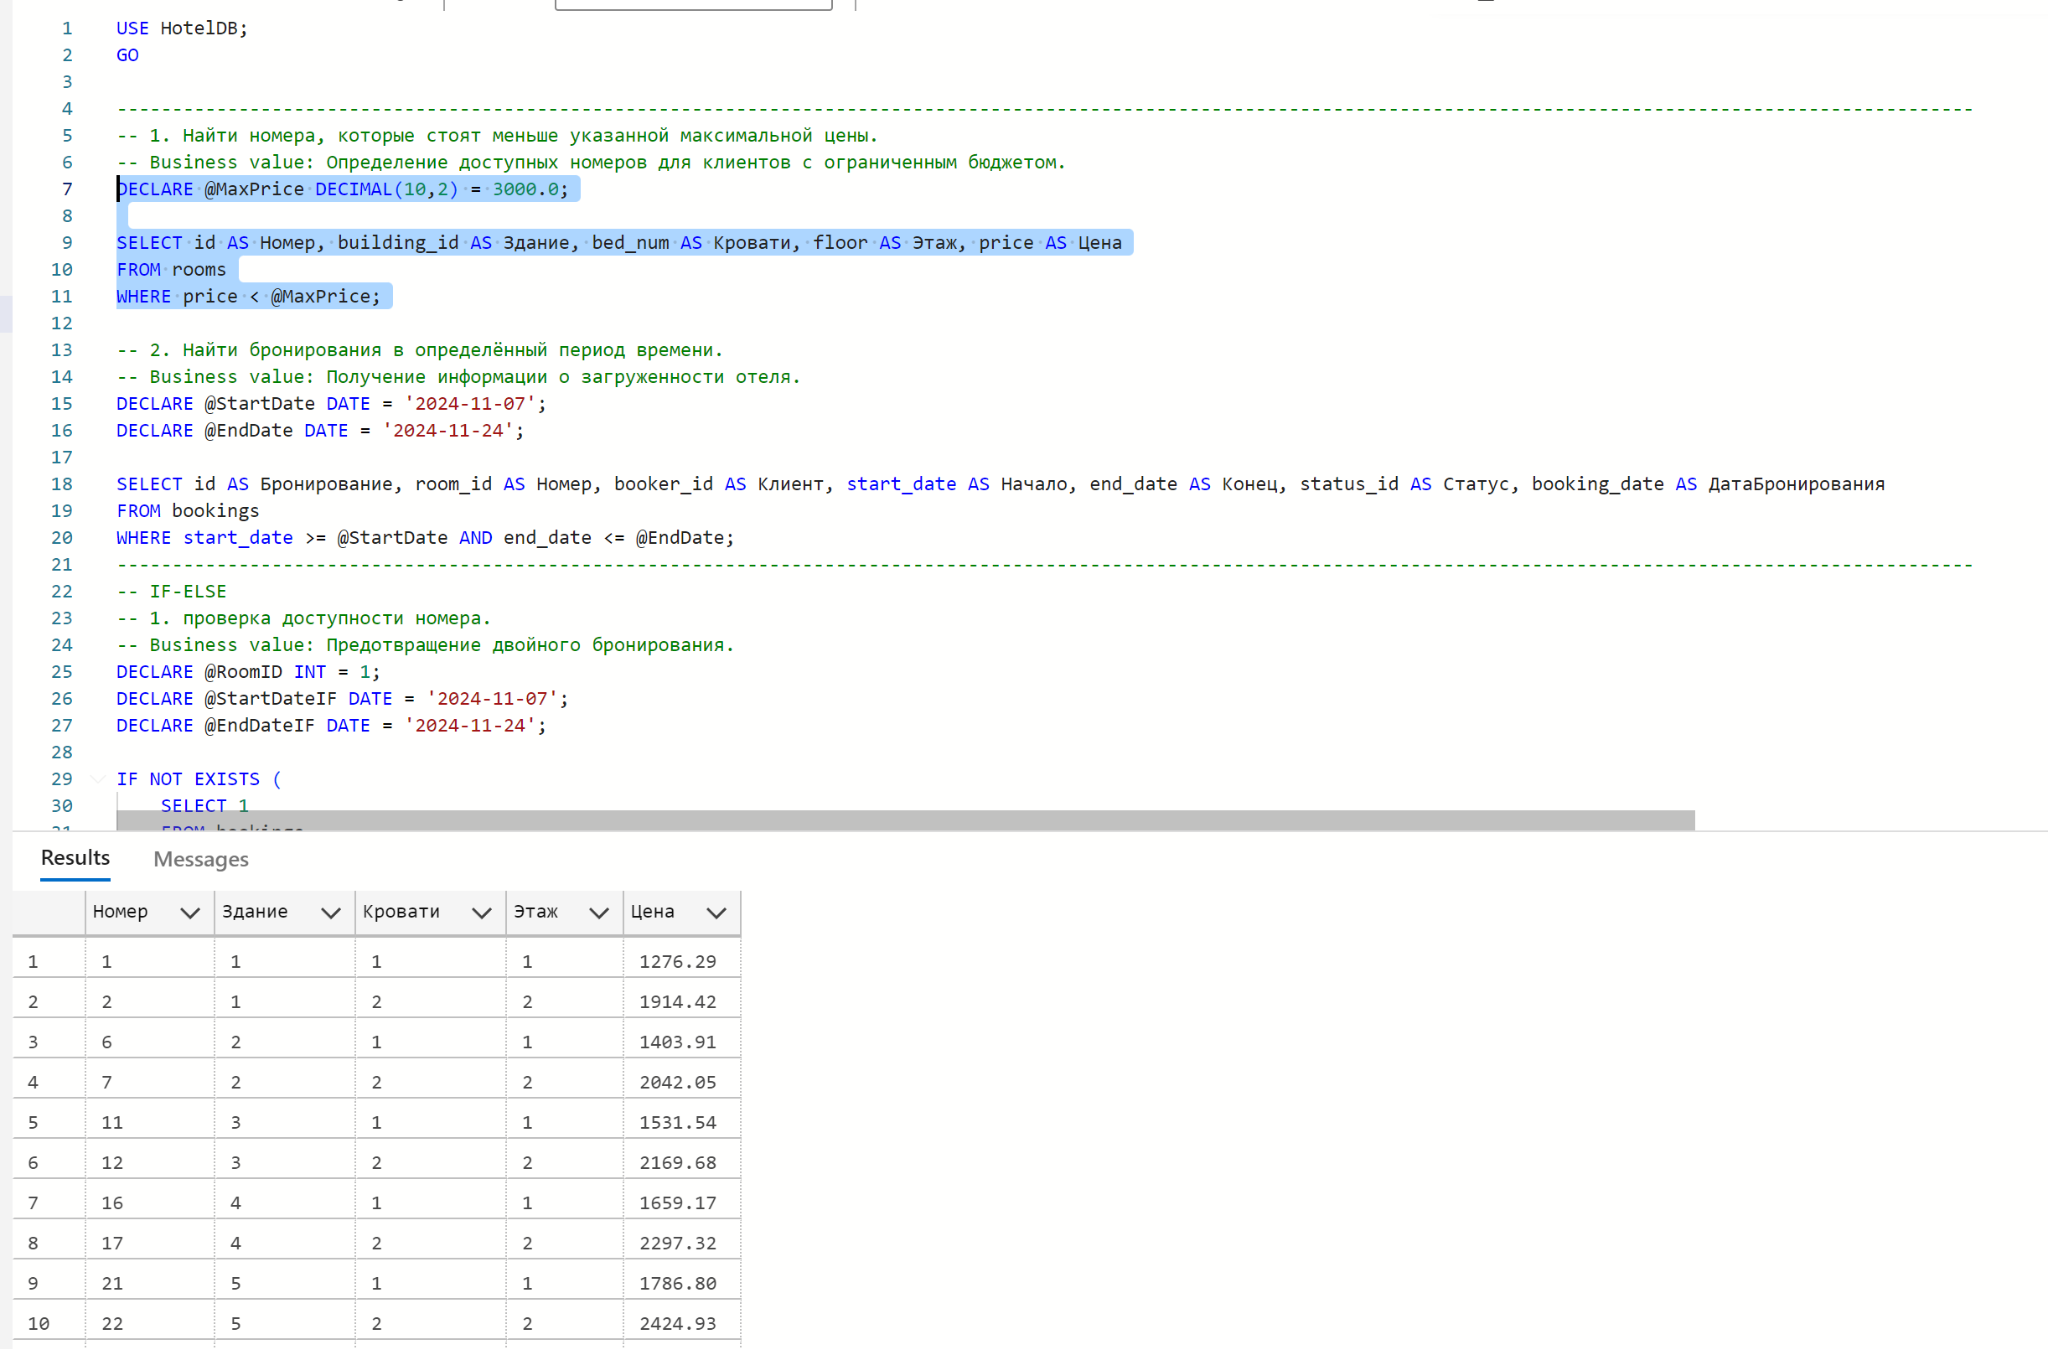 1 USE HotelDB;
2 GO
3
4 --------------------------------------------------------------------------------
5 -- 1. Найти номера, которые стоят меньше указанной максимальной цены.
6 -- Business value: Определение доступных номеров для клиентов с ограниченным бюджетом.
7 DECLARE @MaxPrice DECIMAL(10,2) = 3000.0;
8
9 SELECT id AS Номер, building_id AS Здание, bed_num AS Кровати, floor AS Этаж, price AS Цена
10 FROM rooms
11 WHERE price < @MaxPrice;
12
13 -- 2. Найти бронирования в определённый период времени.
14 -- Business value: Получение информации о загруженности отеля.
15 DECLARE @StartDate DATE = '2024-11-07';
16 DECLARE @EndDate DATE = '2024-11-24';
17
18 SELECT id AS Бронирование, room_id AS Номер, booker_id AS Клиент, start_date AS Начало, end_date AS Конец, status_id AS Статус, booking_date AS ДатаБронирования
19 FROM bookings
20 WHERE start_date >= @StartDate AND end_date <= @EndDate;
21 --------------------------------------------------------------------------------
22 -- IF-ELSE
23 -- 1. проверка доступности номера.
24 -- Business value: Предотвращение двойного бронирования.
25 DECLARE @RoomID INT = 1;
26 DECLARE @StartDateIF DATE = '2024-11-07';
27 DECLARE @EndDateIF DATE = '2024-11-24';
28
29 IF NOT EXISTS (
30 SELECT 1
31 FROM bookings
Results Messages
Номер Здание Кровати Этаж Цена
1 1 1 1 1 1276.29
2 2 1 2 2 1914.42
3 6 2 1 1 1403.91
4 7 2 2 2 2042.05
5 11 3 1 1 1531.54
6 12 3 2 2 2169.68
7 16 4 1 1 1659.17
8 17 4 2 2 2297.32
9 21 5 1 1 1786.80
10 22 5 2 2 2424.93